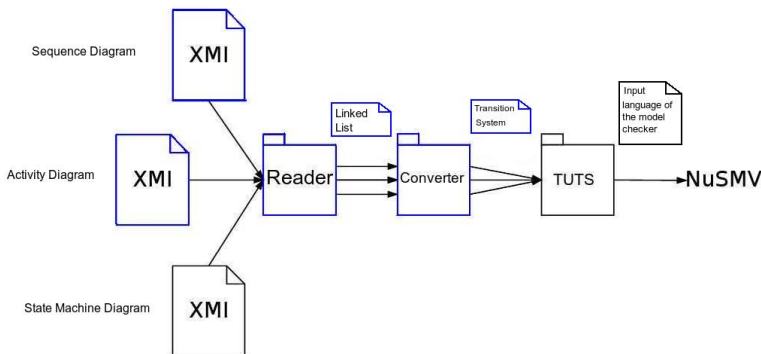 Sequence Diagram
XMI
Activity Diagram
XMI
State Machine Diagram
XMI
Reader
Linked
List
Converter
Transition
System
TUTS
Input
language of
the model
checker
NuSMV